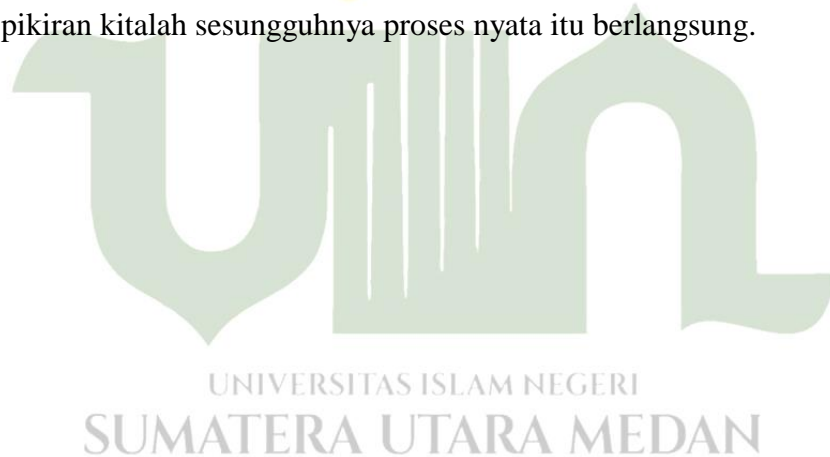 pikiran kitalah sesungguhnya proses nyata itu berlangsung.
UNIVERSITAS ISLAM NEGERI
SUMATERA UTARA MEDAN